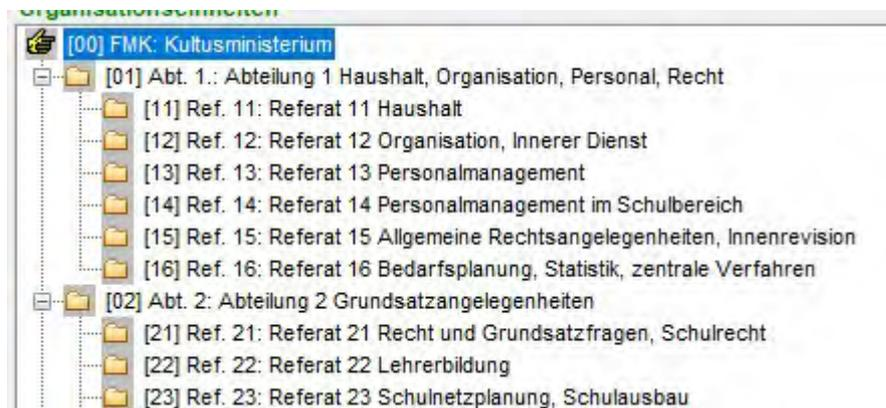 Organisationseinheiten
[00] FMK: Kultusministerium
[01] Abt. 1.: Abteilung 1 Haushalt, Organisation, Personal, Recht
[11] Ref. 11: Referat 11 Haushalt
[12] Ref. 12: Referat 12 Organisation, Innerer Dienst
[13] Ref. 13: Referat 13 Personalmanagement
[14] Ref. 14: Referat 14 Personalmanagement im Schulbereich
[15] Ref. 15: Referat 15 Allgemeine Rechtsangelegenheiten, Innenrevision
[16] Ref. 16: Referat 16 Bedarfsplanung, Statistik, zentrale Verfahren
[02] Abt. 2: Abteilung 2 Grundsatzangelegenheiten
[21] Ref. 21: Referat 21 Recht und Grundsatzfragen, Schulrecht
[22] Ref. 22: Referat 22 Lehrerbildung
[23] Ref. 23: Referat 23 Schulnetzplanung, Schulausbau